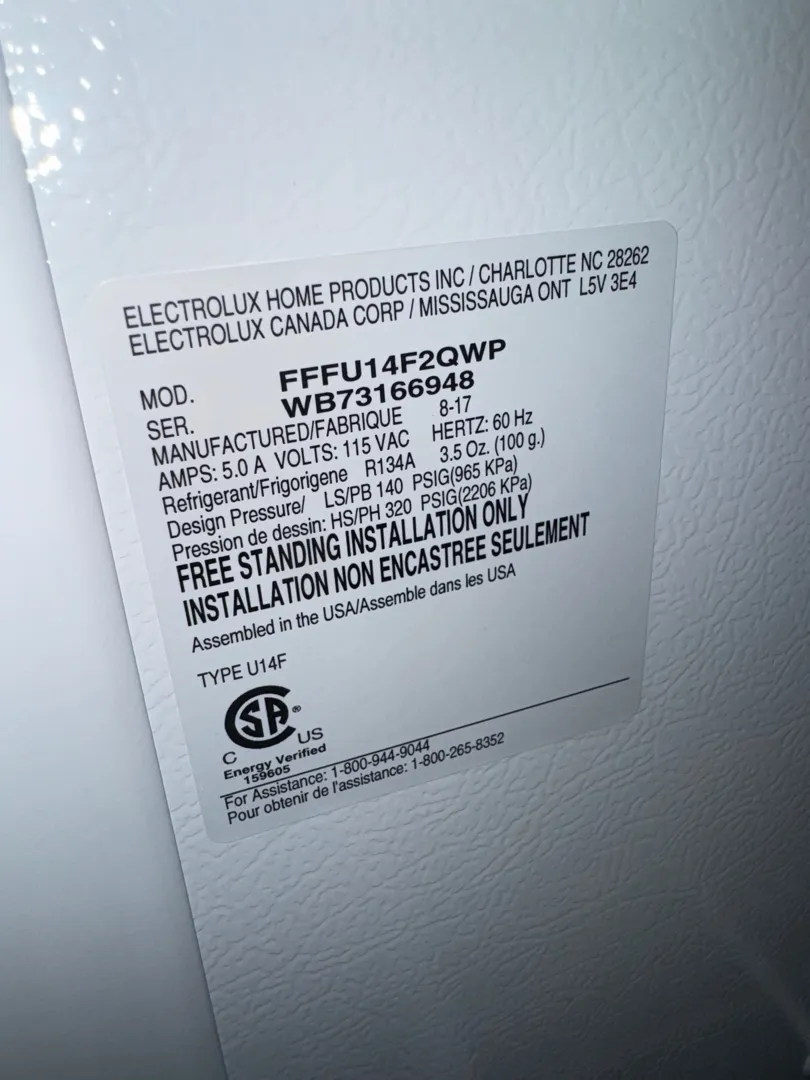 ELECTROLUX HOME PRODUCTS INC / CHARLOTTE NC 28262
ELECTROLUX CANADA CORP / MISSISSAUGA ONT L5V 3E4
MOD. FFFU14F2QWP
SER. WB73166948
MANUFACTURED/FABRIQUE 8-17
AMPS: 5.0 A VOLTS: 115 VAC HERTZ: 60 Hz
Refrigerant/Frigorigene R134A 3.5 Oz. (100 g.)
Design Pressure/ LS/PB 140 PSIG(965 KPa)
Pression de dessin: HS/PH 320 PSIG(2206 KPa)
FREE STANDING INSTALLATION ONLY
INSTALLATION NON ENCASTREE SEULEMENT
Assembled in the USA/Assemble dans les USA
TYPE U14F
SA ®
C US
Energy Verified
159605
For Assistance: 1-800-944-9044
Pour obtenir de l'assistance: 1-800-265-8352